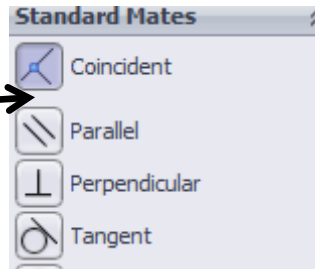 Standard Mates
Coincident
Parallel
Perpendicular
Tangent